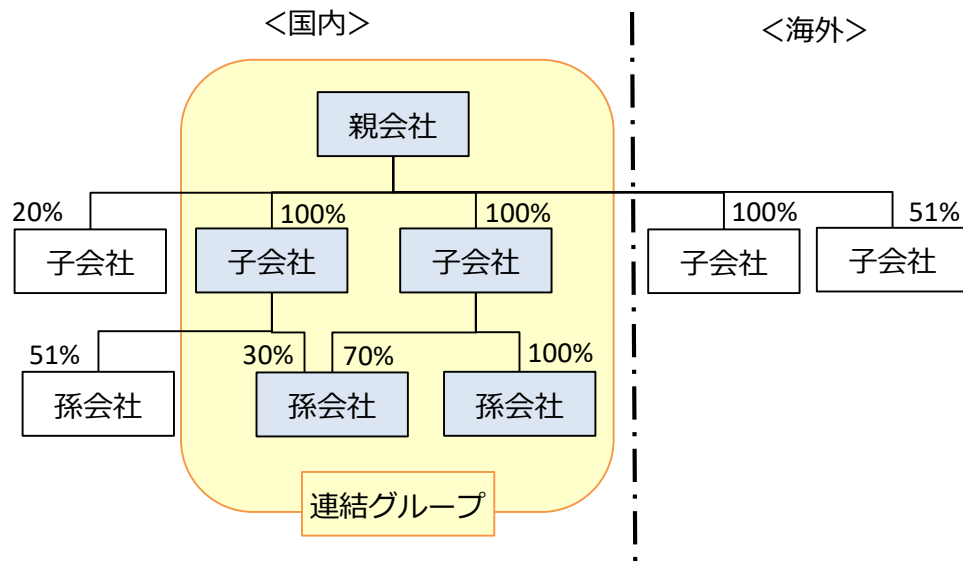 ＜国内＞
＜海外＞
親会社
20%
100%
100%
100%
51%
子会社
子会社
子会社
子会社
子会社
51%
30%
70%
100%
孫会社
孫会社
孫会社
連結グループ